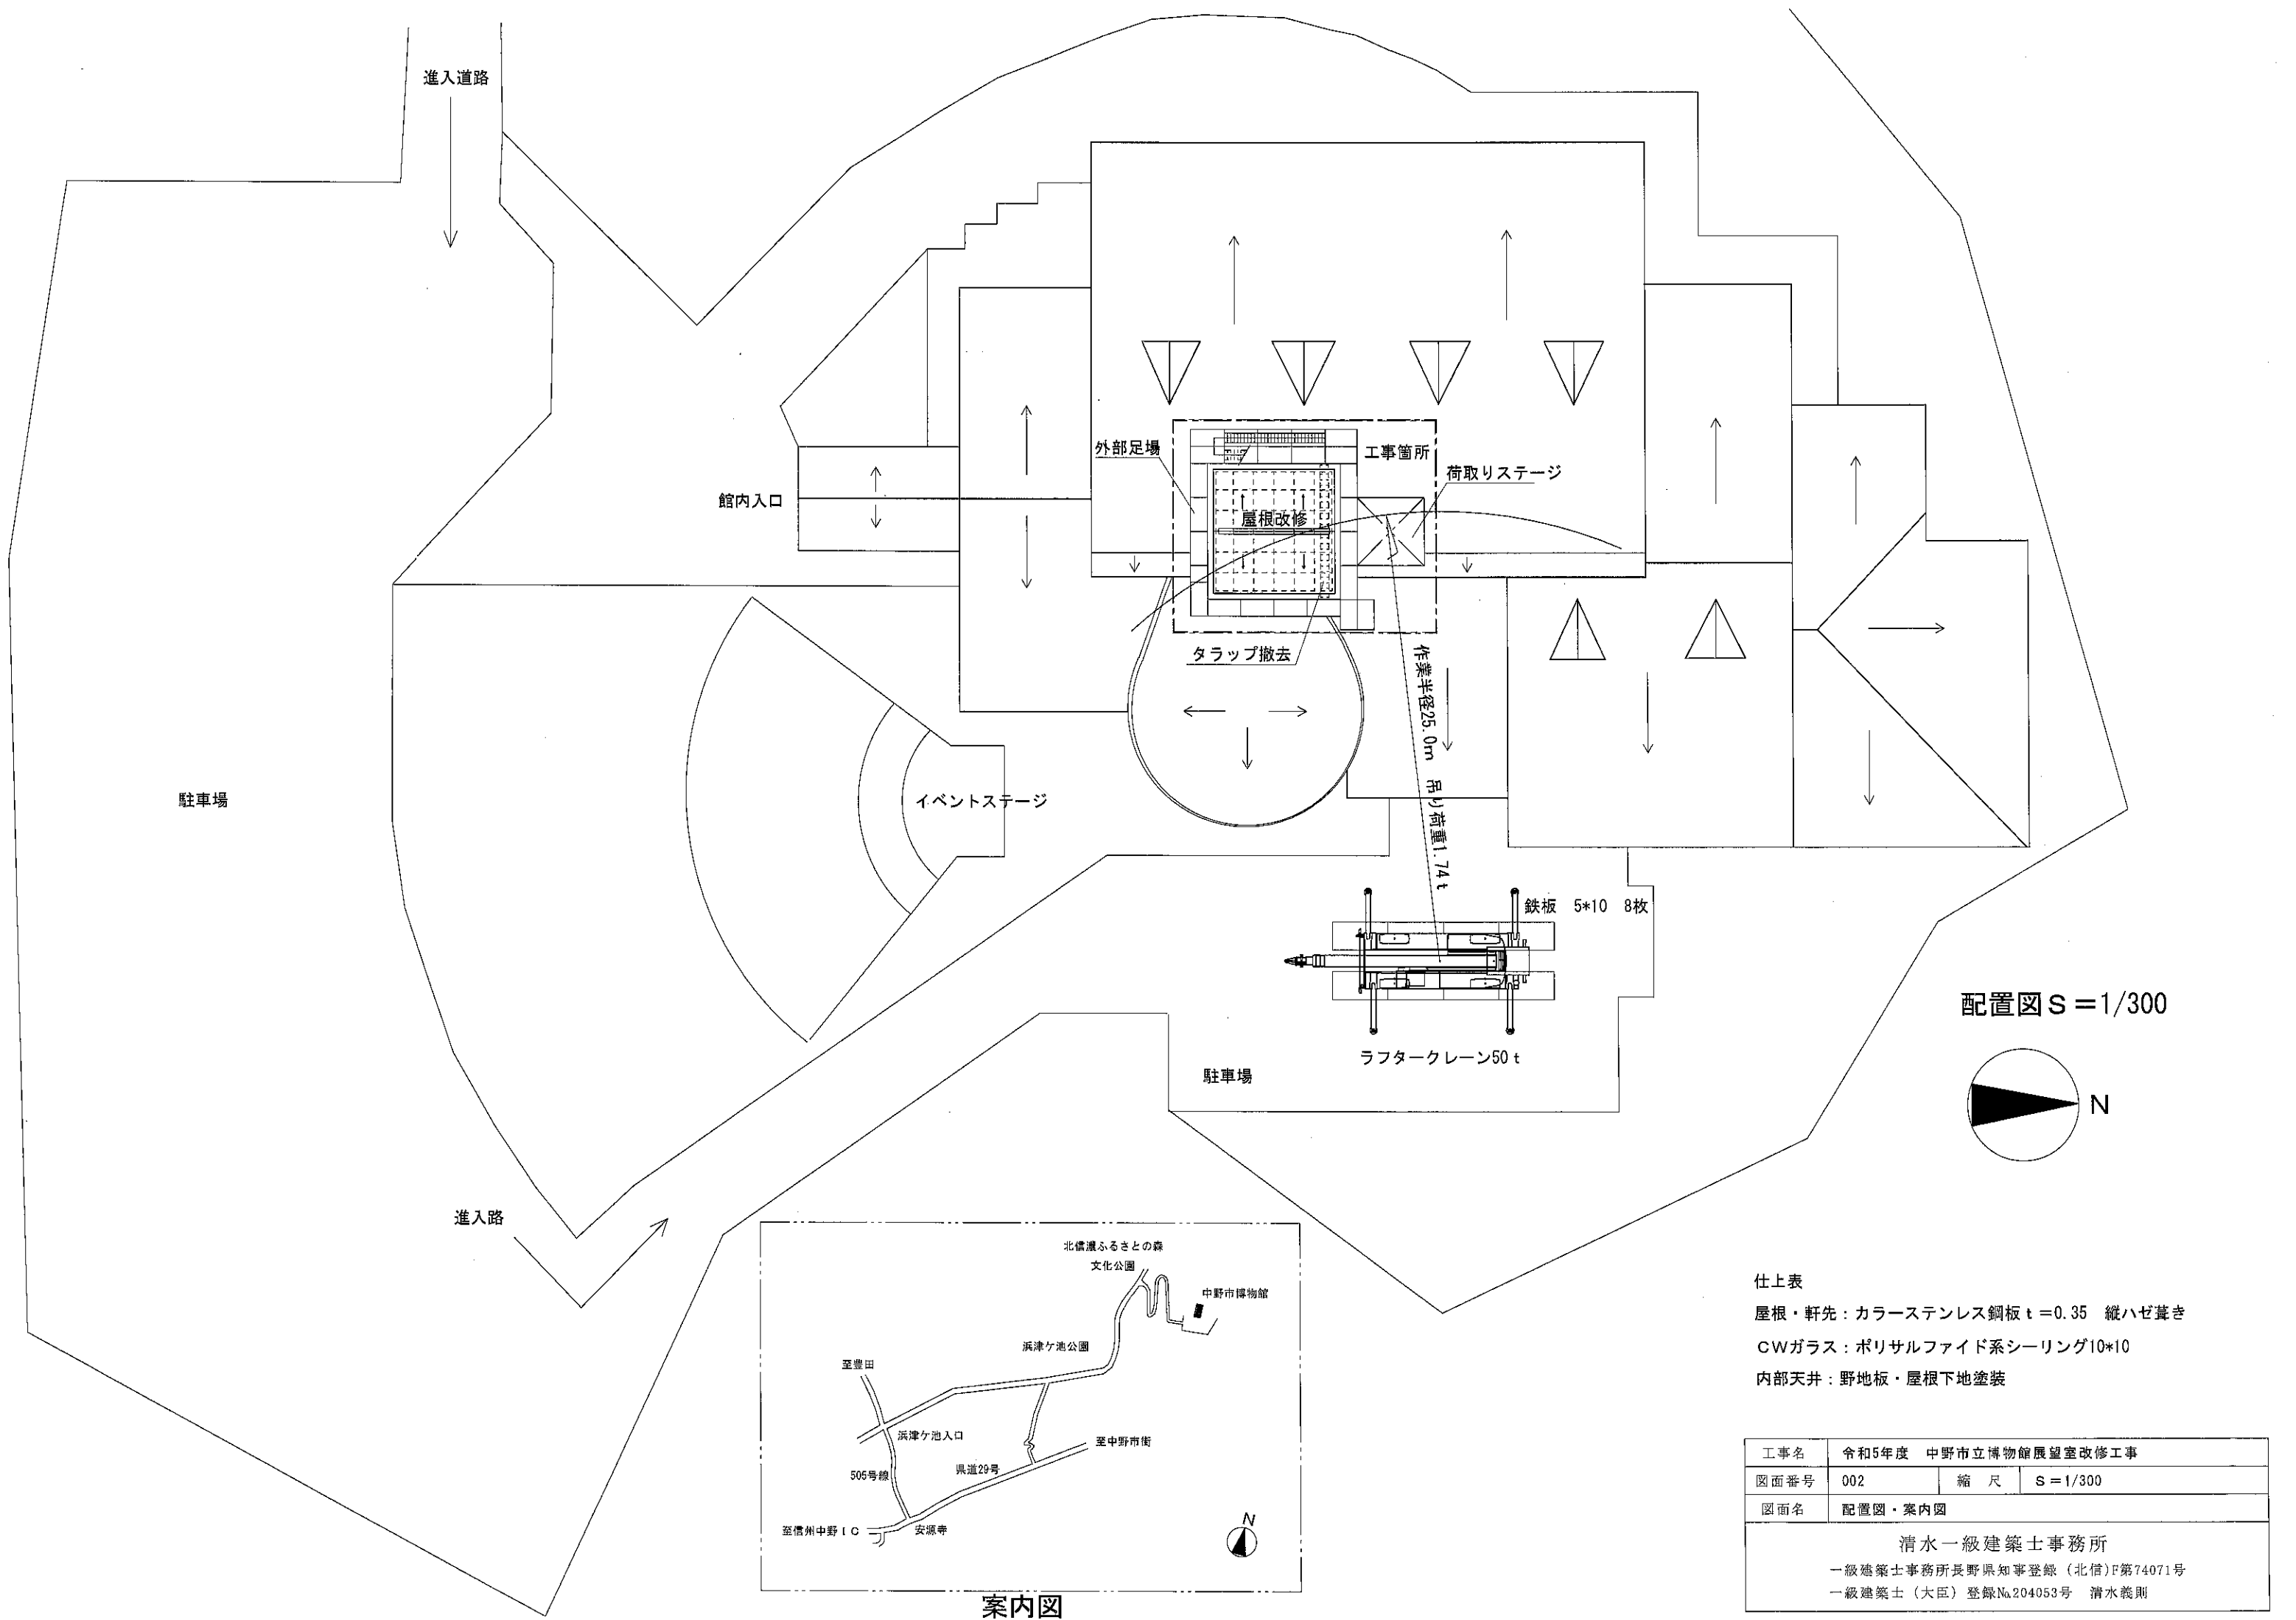 進入道路
外部足場
工事箇所
荷取りステージ
館内入口
屋根改修
タラップ撤去
作業半径25.0m　吊り荷重1.74t
駐車場
イベントステージ
鉄板　5*10　8枚
ラフタークレーン50t
駐車場
配置図S=1/300
N
進入路
北信濃ふるさとの森
文化公園
中野市博物館
浜津ケ池公園
至豊田
浜津ケ池入口
至中野市街
505号線
県道29号
至信州中野IC
安源寺
N
案内図
仕上表
屋根・軒先：カラーステンレス鋼板t=0.35　縦ハゼ葺き
CWガラス：ポリサルファイド系シーリング10*10
内部天井：野地板・屋根下地塗装
工事名　令和5年度　中野市立博物館展望室改修工事
図面番号　002　縮　尺　S=1/300
図面名　配置図・案内図
清水一級建築士事務所
一級建築士事務所長野県知事登録（北信)F第74071号
一級建築士（大臣）登録№204053号　清水義則